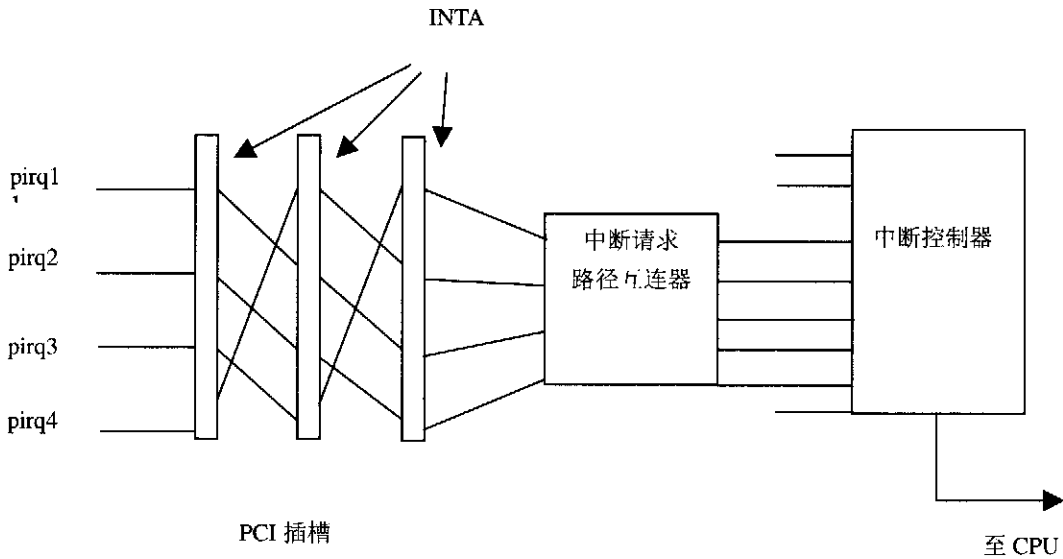 INTA
pirq1
pirq2
pirq3
pirq4
中断请求
路径互连器
中断控制器
PCI 插槽
至 CPU